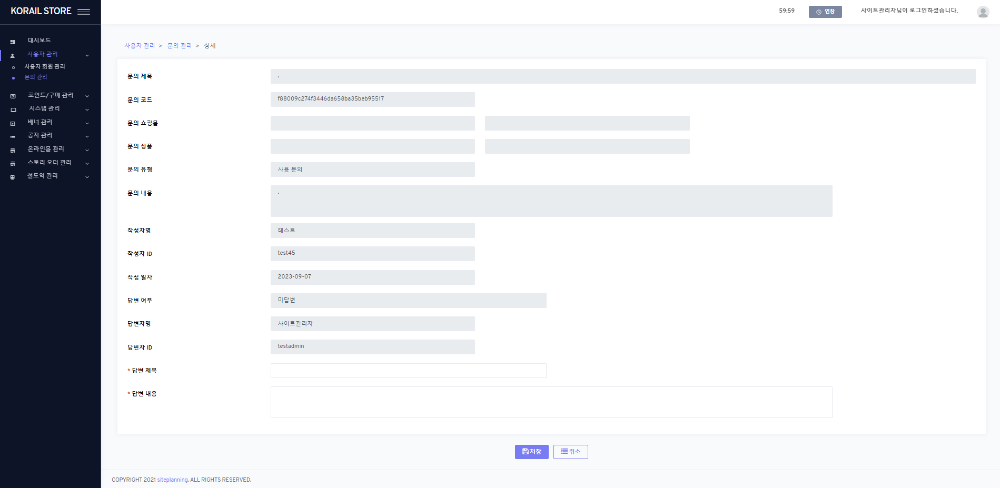 KORAIL STORE
59:59
연장
사이트관리자님이 로그인하셨습니다.
대시보드
사용자 관리
사용자 회원 관리
문의 관리
포인트/구매 관리
시스템 관리
배너 관리
공지 관리
온라인몰 관리
스토리 오더 관리
철도역 관리
사용자 관리 > 문의 관리 > 상세
문의 제목 .
문의 코드 f88009c274f3446da658ba35beb95517
문의 쇼핑몰
문의 상품
문의 유형 사용 문의
문의 내용 .
작성자명 테스트
작성자 ID test45
작성 일자 2023-09-07
답변 여부 미답변
답변자명 사이트관리자
답변자 ID testadmin
* 답변 제목
* 답변 내용
저장 취소
COPYRIGHT 2021 siteplanning. ALL RIGHTS RESERVED.